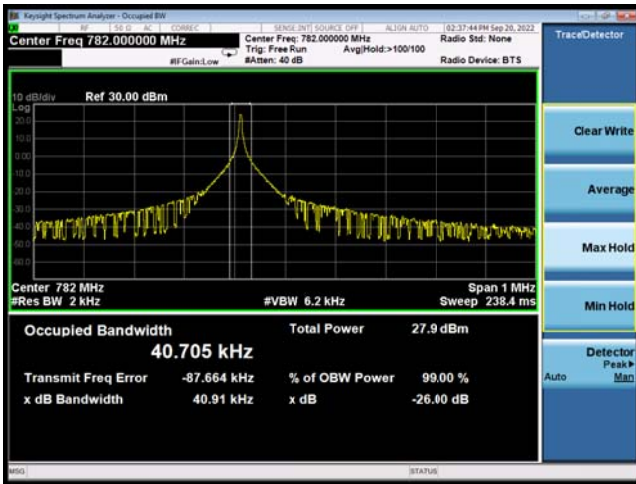 Keysight Spectrum Analyzer - Occupied BW
RF 50 Ω AC CORREC SENSE:INT SOURCE OFF ALIGN AUTO 02:37:44 PM Sep 20, 2022
Center Freq 782.000000 MHz
Center Freq: 782.000000 MHz
Radio Std: None
Trig: Free Run Avg|Hold:>100/100
#IFGain:Low #Atten: 40 dB Radio Device: BTS
Trace/Detector
10 dB/div Ref 30.00 dBm
Log
20.0
10.0
0.00
-10.0
-20.0
-30.0
-40.0
-50.0
-60.0
Clear Write
Average
Max Hold
Min Hold
Detector
Peak▶
Auto Man
Center 782 MHz Span 1 MHz
#Res BW 2 kHz #VBW 6.2 kHz Sweep 238.4 ms
Occupied Bandwidth Total Power 27.9 dBm
40.705 kHz
Transmit Freq Error -87.664 kHz % of OBW Power 99.00 %
x dB Bandwidth 40.91 kHz x dB -26.00 dB
MSG STATUS